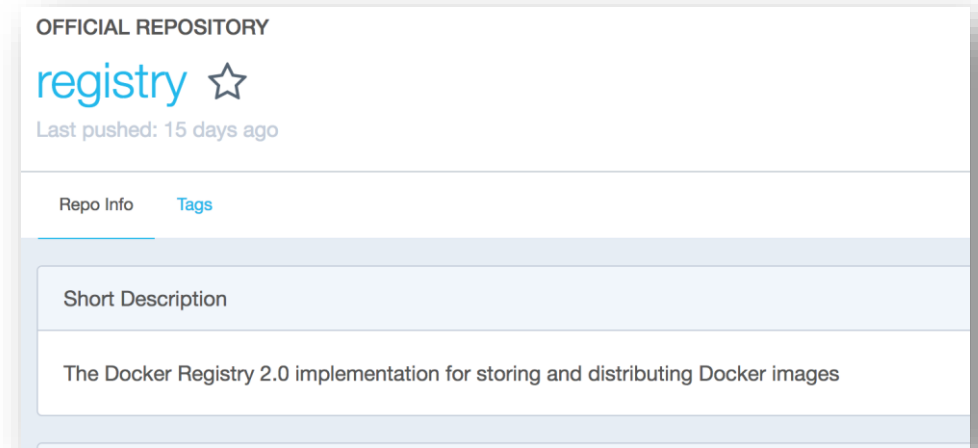 OFFICIAL REPOSITORY
registry
Last pushed: 15 days ago
Repo Info Tags
Short Description
The Docker Registry 2.0 implementation for storing and distributing Docker images